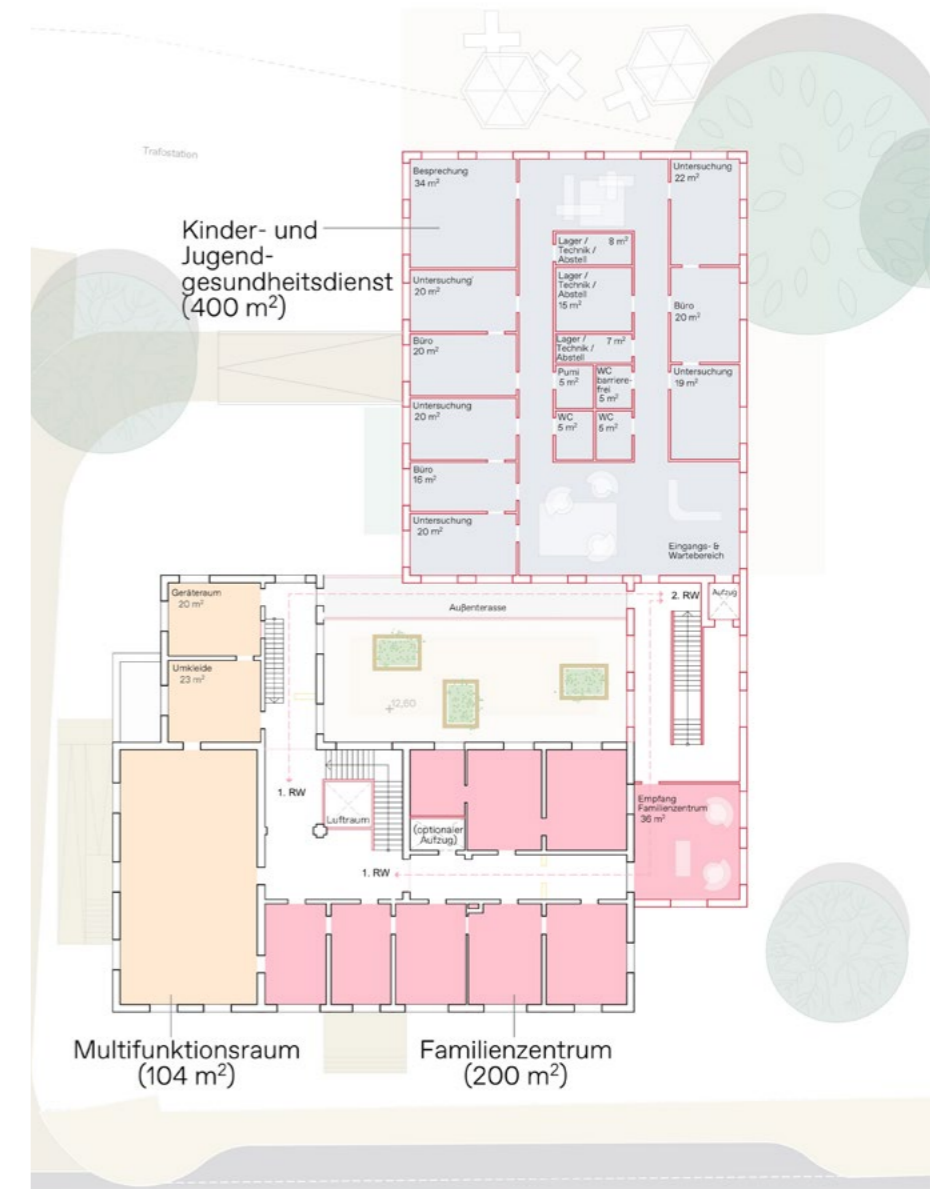 Trafostation
Besprechung
34 m²
Untersuchung
22 m²
Kinder- und
Jugend-
gesundheitsdienst
(400 m²)
Lager / 8 m²
Technik /
Abstell
Untersuchung
20 m²
Lager /
Technik /
Abstell
15 m²
Büro
20 m²
Büro
20 m²
Lager / 7 m²
Technik /
Abstell
Pumi
5 m²
WC
barriere-
frei
5 m²
Untersuchung
19 m²
Untersuchung
20 m²
WC
5 m²
WC
5 m²
Büro
16 m²
Untersuchung
20 m²
Eingangs- &
Wartebereich
Geräteraum
20 m²
Außenterasse
2. RW
Aufzug
Umkleide
23 m²
12,60
1. RW
Luftraum
(optionaler
Aufzug)
Empfang
Familienzentrum
36 m²
1. RW
Multifunktionsraum
(104 m²)
Familienzentrum
(200 m²)